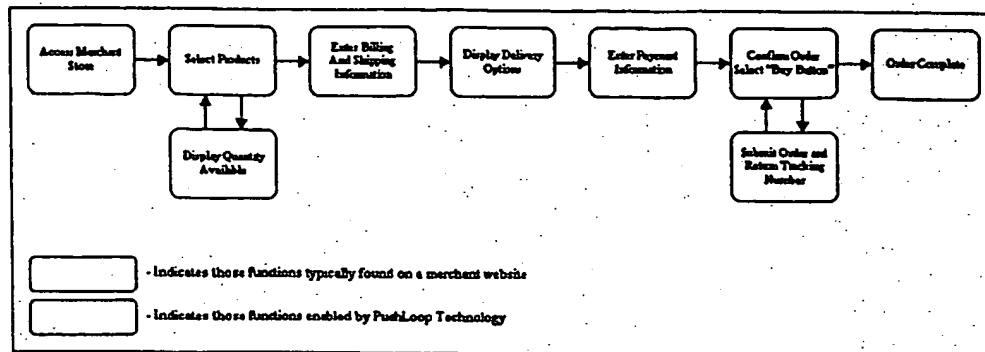 Access Merchant
Store
Select Products
Enter Billing
And Shipping
Information
Display Delivery
Options
Enter Payment
Information
Confirm Order
Select "Buy Button"
Order Complete
Display Quantity
Available
Submit Order and
Return Tracking
Number
- Indicates those functions typically found on a merchant website
- Indicates those functions enabled by PushLoop Technology